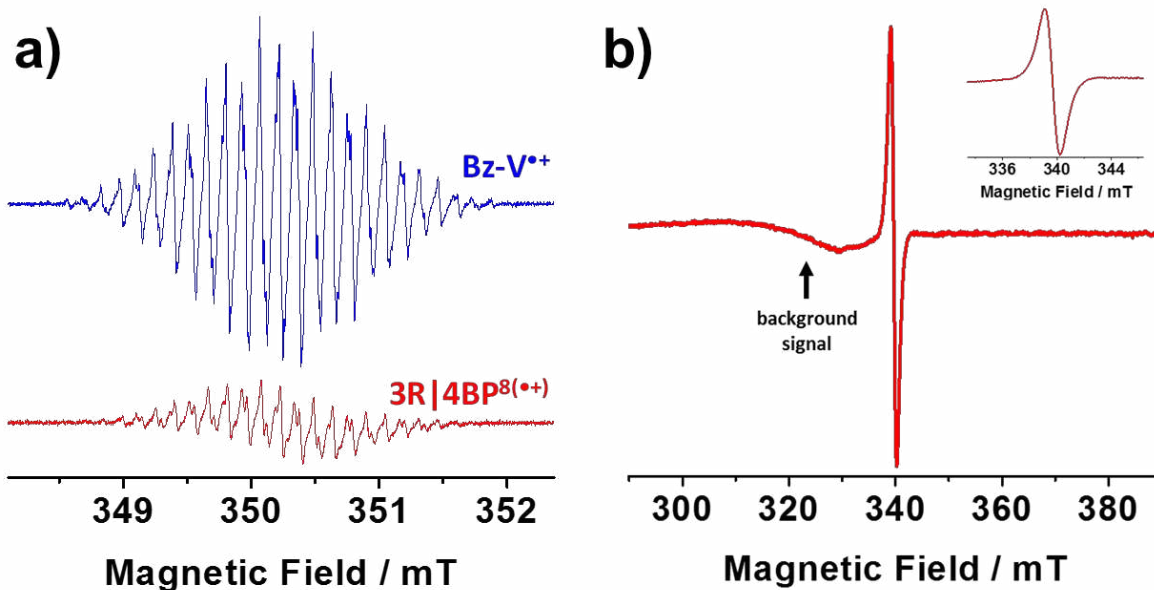 a)
Bz-V•+
3R|4BP8(•+)
349 350 351 352
Magnetic Field / mT
b)
336 340 344
Magnetic Field / mT
background
signal
300 320 340 360 380
Magnetic Field / mT